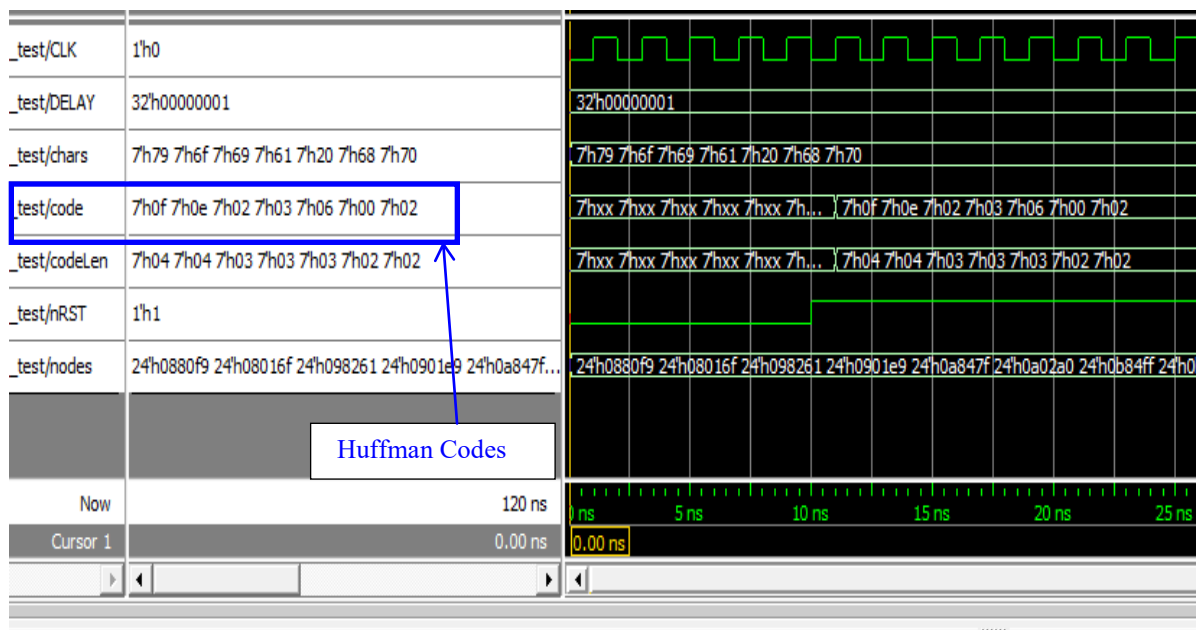 _test/CLK 1'h0
_test/DELAY 32'h00000001 32'h00000001
_test/chars 7'h79 7'h6f 7'h69 7'h61 7'h20 7'h68 7'h70 7'h79 7'h6f 7'h69 7'h61 7'h20 7'h68 7'h70
_test/code 7'h0f 7'h0e 7'h02 7'h03 7'h06 7'h00 7'h02 7'hxx 7'hxx 7'hxx 7'hxx 7'hxx 7'h... 7'h0f 7'h0e 7'h02 7'h03 7'h06 7'h00 7'h02
_test/codeLen 7'h04 7'h04 7'h03 7'h03 7'h03 7'h02 7'h02 7'hxx 7'hxx 7'hxx 7'hxx 7'hxx 7'h... 7'h04 7'h04 7'h03 7'h03 7'h03 7'h02 7'h02
_test/nRST 1'h1
_test/nodes 24'h0880f9 24'h08016f 24'h098261 24'h0901e9 24'h0a847f... 24'h0880f9 24'h08016f 24'h098261 24'h0901e9 24'h0a847f 24'h0a02a0 24'h0b84ff 24'h0
Huffman Codes
Now 120 ns ns 5 ns 10 ns 15 ns 20 ns 25 ns
Cursor 1 0.00 ns 0.00 ns